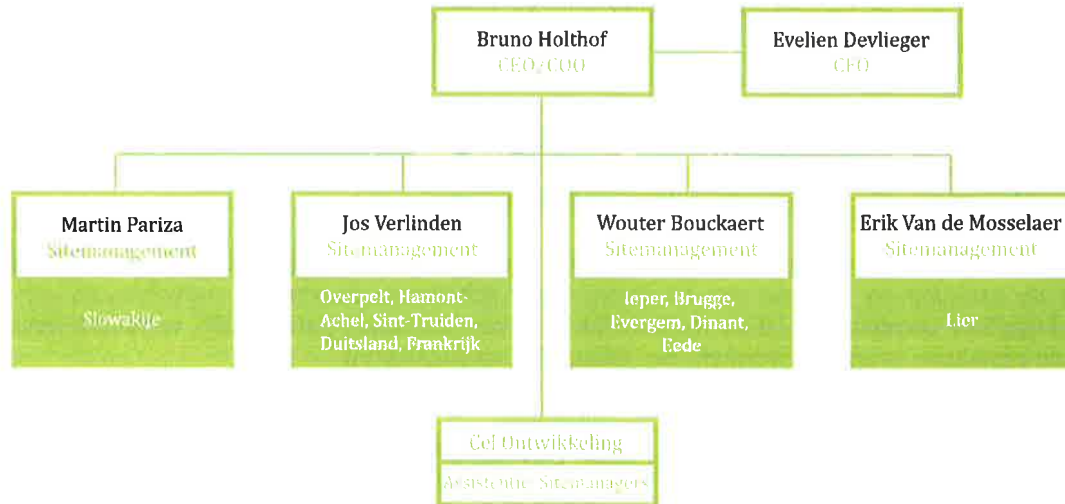 Bruno Holthof
CEO/COO
Evelien Devlieger
CFO
Martin Pariza
Sitemanagement
Slowakije
Jos Verlinden
Sitemanagement
Overpelt, Hamont-
Achel, Sint-Truiden,
Duitsland, Frankrijk
Wouter Bouckaert
Sitemanagement
Ieper, Brugge,
Evergem, Dinant,
Eede
Erik Van de Mosselaer
Sitemanagement
Lier
Cel Ontwikkeling
Assistentie Sitemanagers